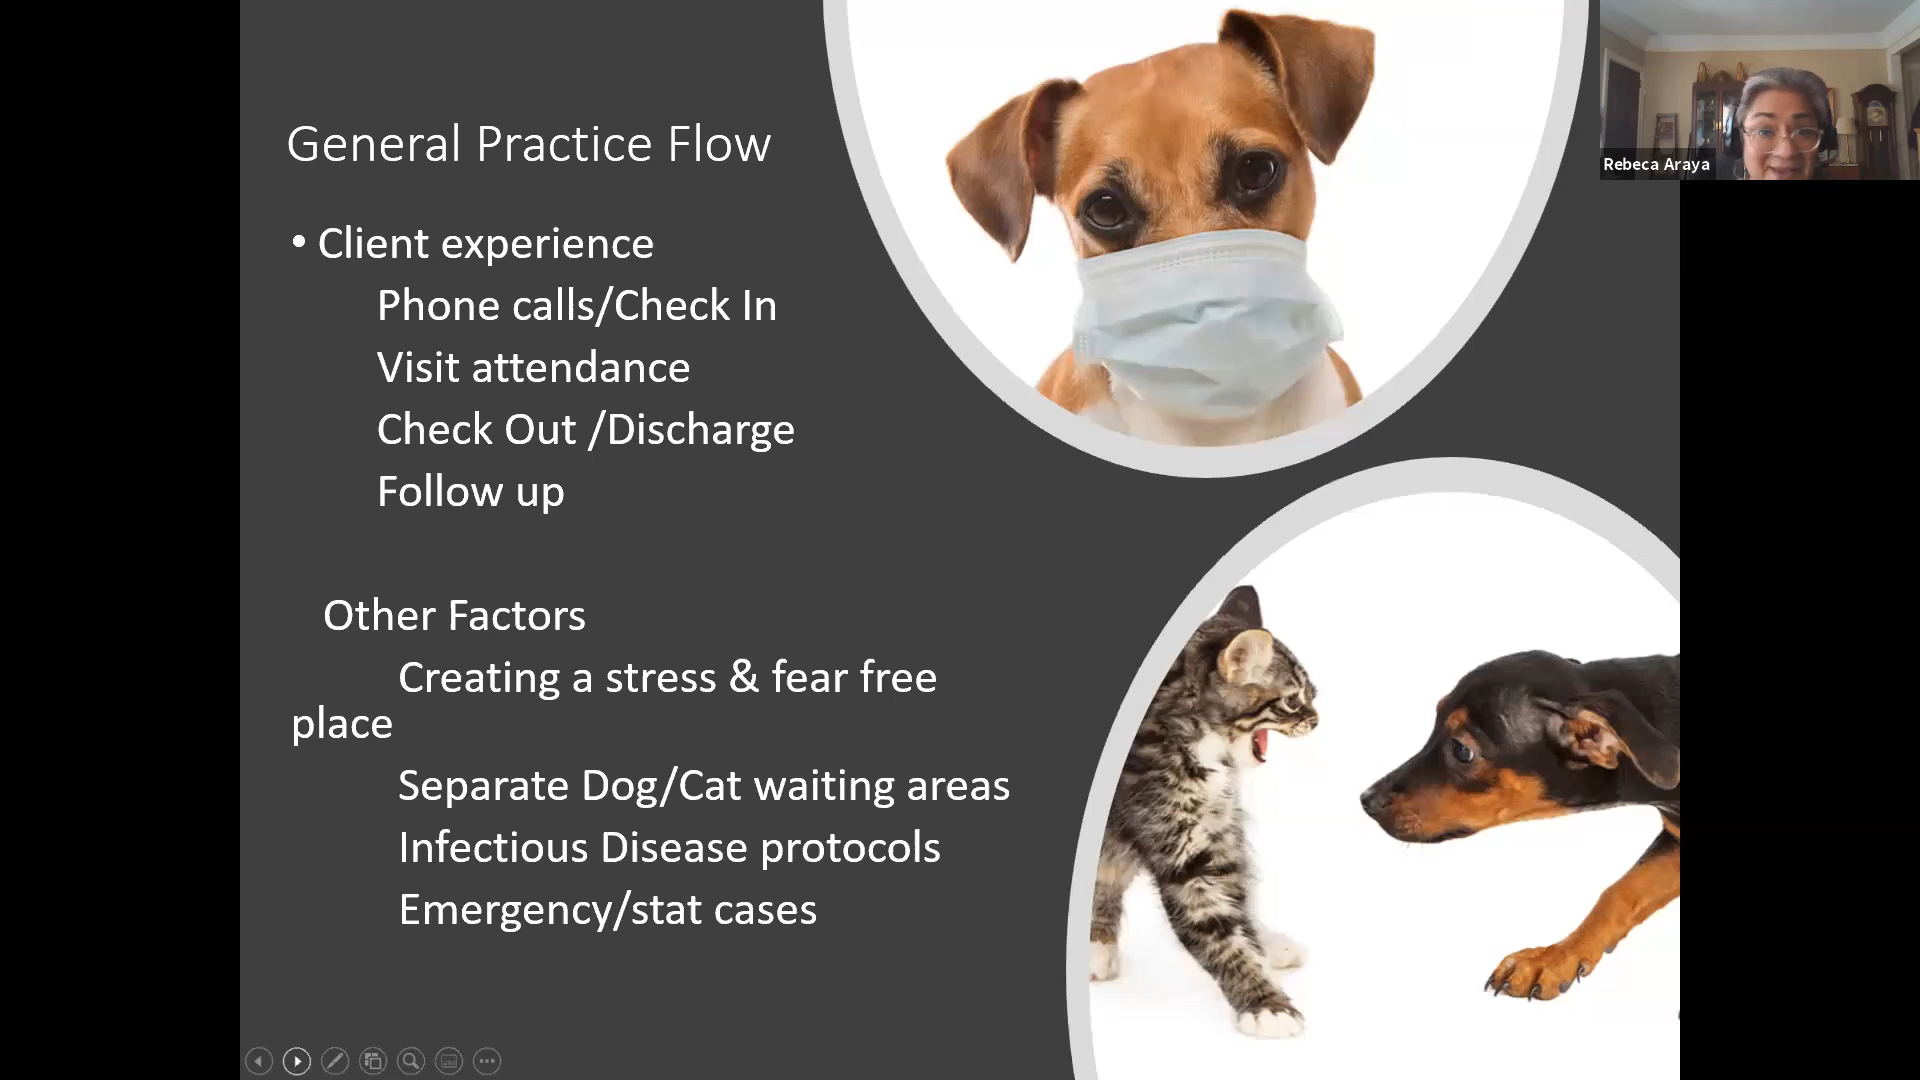 General Practice Flow
• Client experience
Phone calls/Check In
Visit attendance
Check Out /Discharge
Follow up
Other Factors
Creating a stress & fear free
place
Separate Dog/Cat waiting areas
Infectious Disease protocols
Emergency/stat cases
Rebeca Araya